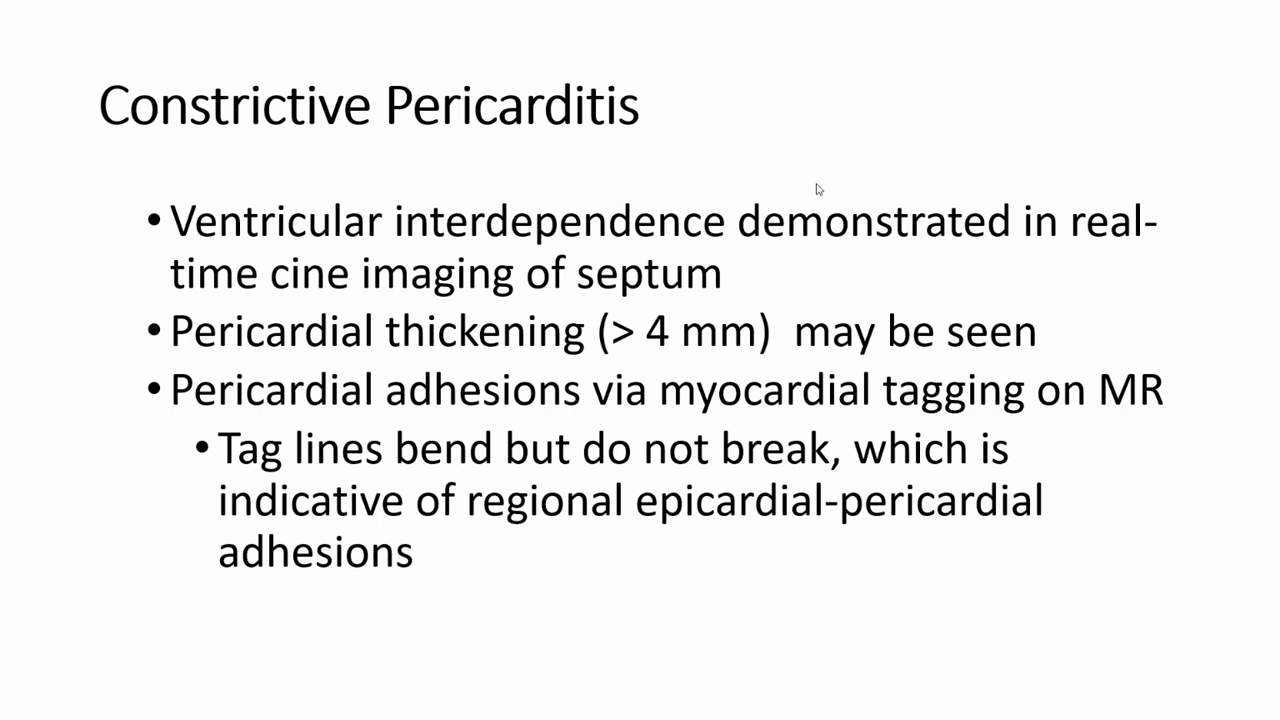 Constrictive Pericarditis
• Ventricular interdependence demonstrated in real-
time cine imaging of septum
• Pericardial thickening (> 4 mm)  may be seen
• Pericardial adhesions via myocardial tagging on MR
• Tag lines bend but do not break, which is
indicative of regional epicardial-pericardial
adhesions